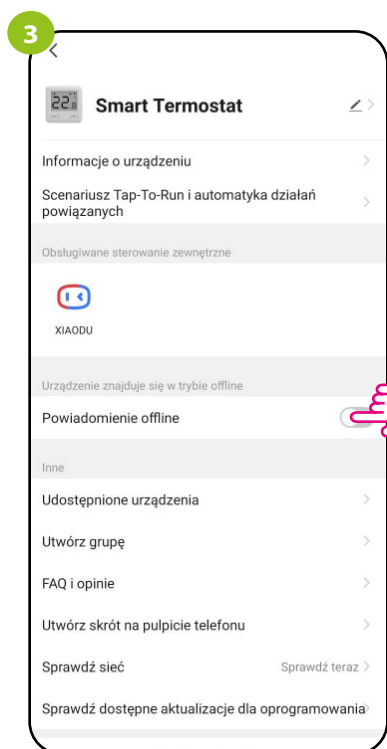 3
Smart Termostat
Informacje o urządzeniu
Scenariusz Tap-To-Run i automatyka działań
powiązanych
Obsługiwane sterowanie zewnętrzne
XIAODU
Urządzenie znajduje się w trybie offline
Powiadomienie offline
Inne
Udostępnione urządzenia
Utwórz grupę
FAQ i opinie
Utwórz skrót na pulpicie telefonu
Sprawdź sieć Sprawdź teraz
Sprawdź dostępne aktualizacje dla oprogramowania